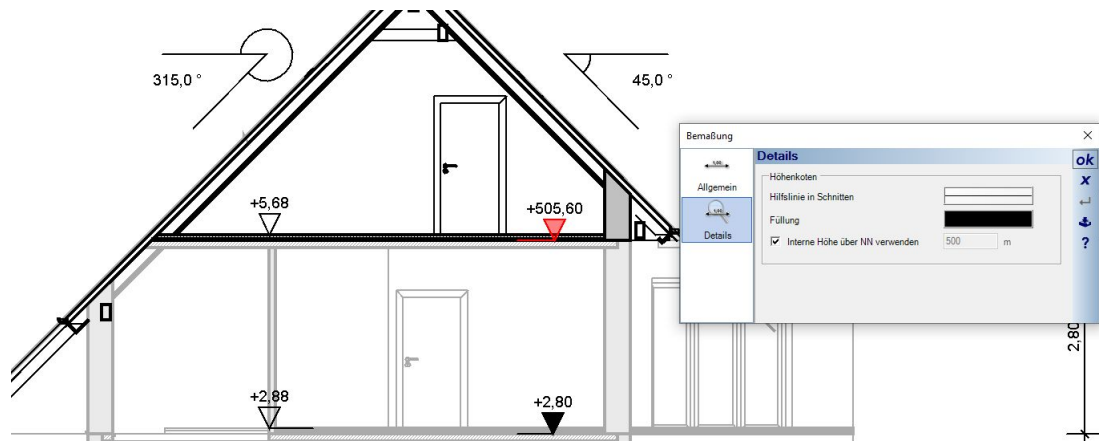 315,0 °
45,0 °
+5,68
+505,60
+2,88
+2,80
2,80
Bemaßung
Allgemein
Details
Details
Höhenkoten
Hilfslinie in Schnitten
Füllung
Interne Höhe über NN verwenden 500 m
ok
x
?